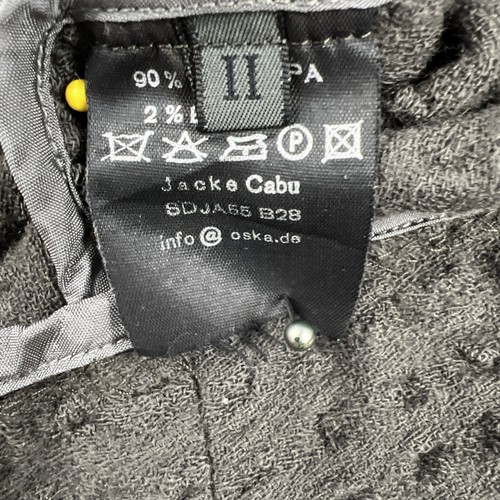 II
90 % PA
2 %
P
Jacke Cabu
SDJA55 B28
info @ oska.de